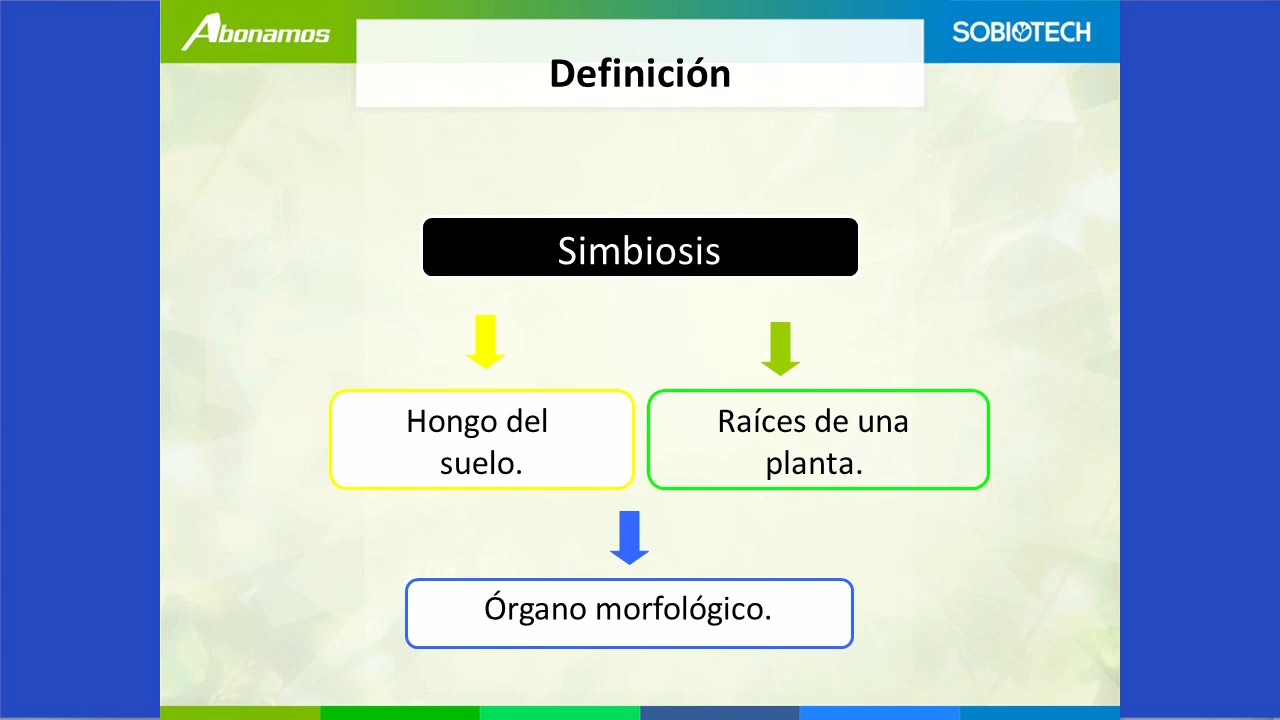 Abonamos
SOBIOTECH
Definición
Simbiosis
Hongo del
suelo.
Raíces de una
planta.
Órgano morfológico.